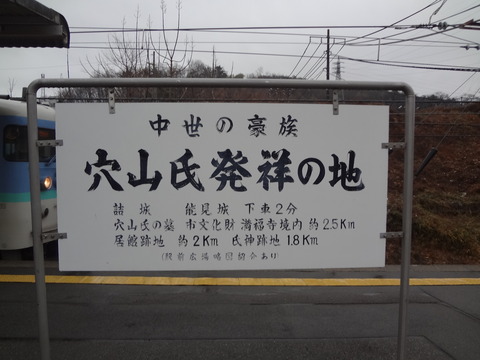 中世の豪族
穴山氏発祥の地
詰城 能見城 下車2分
穴山氏の墓 市文化財 満福寺境内 約2.5Km
居館跡地 約2Km 氏神跡地 1.8Km
(駅前広場 図紹介あり)